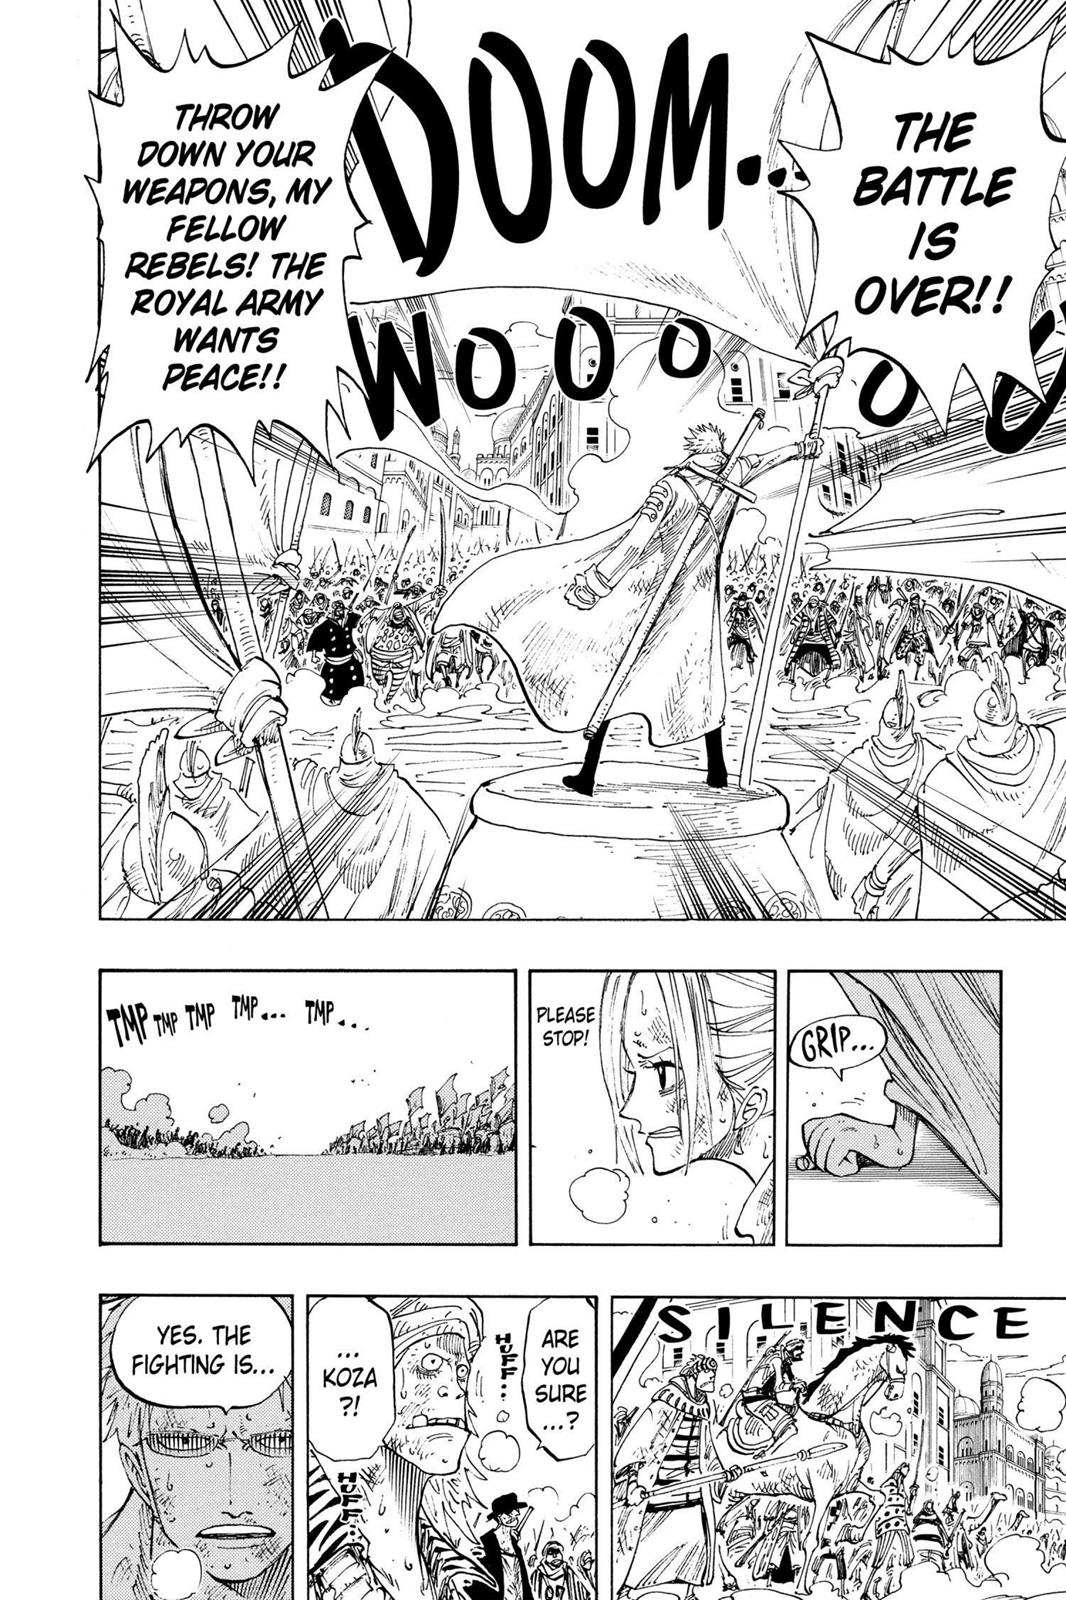 THE
BATTLE
IS
OVER!!
DOOM...
WOOOOO
THROW
DOWN YOUR
WEAPONS, MY
FELLOW
REBELS! THE
ROYAL ARMY
WANTS
PEACE!!
GRIP...
PLEASE
STOP!
TMP TMP TMP TMP... TMP...
SILENCE
ARE
YOU
SURE
...?
HUFF...
...
KOZA
?!
HUFF...
YES. THE
FIGHTING IS...